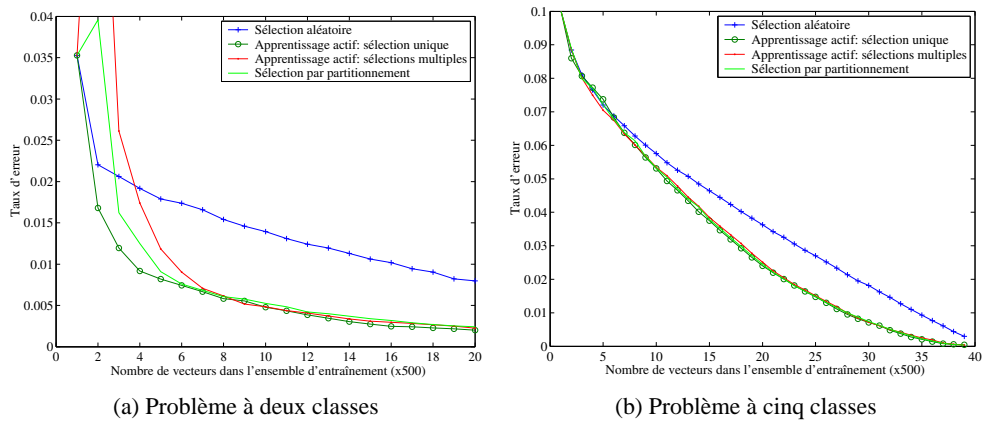 0.04
0.035
0.03
0.025
0.02
0.015
0.01
0.005
0
Taux d'erreur
Sélection aléatoire
Apprentissage actif: sélection unique
Apprentissage actif: sélections multiples
Sélection par partitionnement
0 2 4 6 8 10 12 14 16 18 20
Nombre de vecteurs dans l'ensemble d'entraînement (x500)
(a) Problème à deux classes
0.1
0.09
0.08
0.07
0.06
0.05
0.04
0.03
0.02
0.01
0
Taux d'erreur
Sélection aléatoire
Apprentissage actif: sélection unique
Apprentissage actif: sélections multiples
Sélection par partitionnement
0 5 10 15 20 25 30 35 40
Nombre de vecteurs dans l'ensemble d'entraînement (x500)
(b) Problème à cinq classes